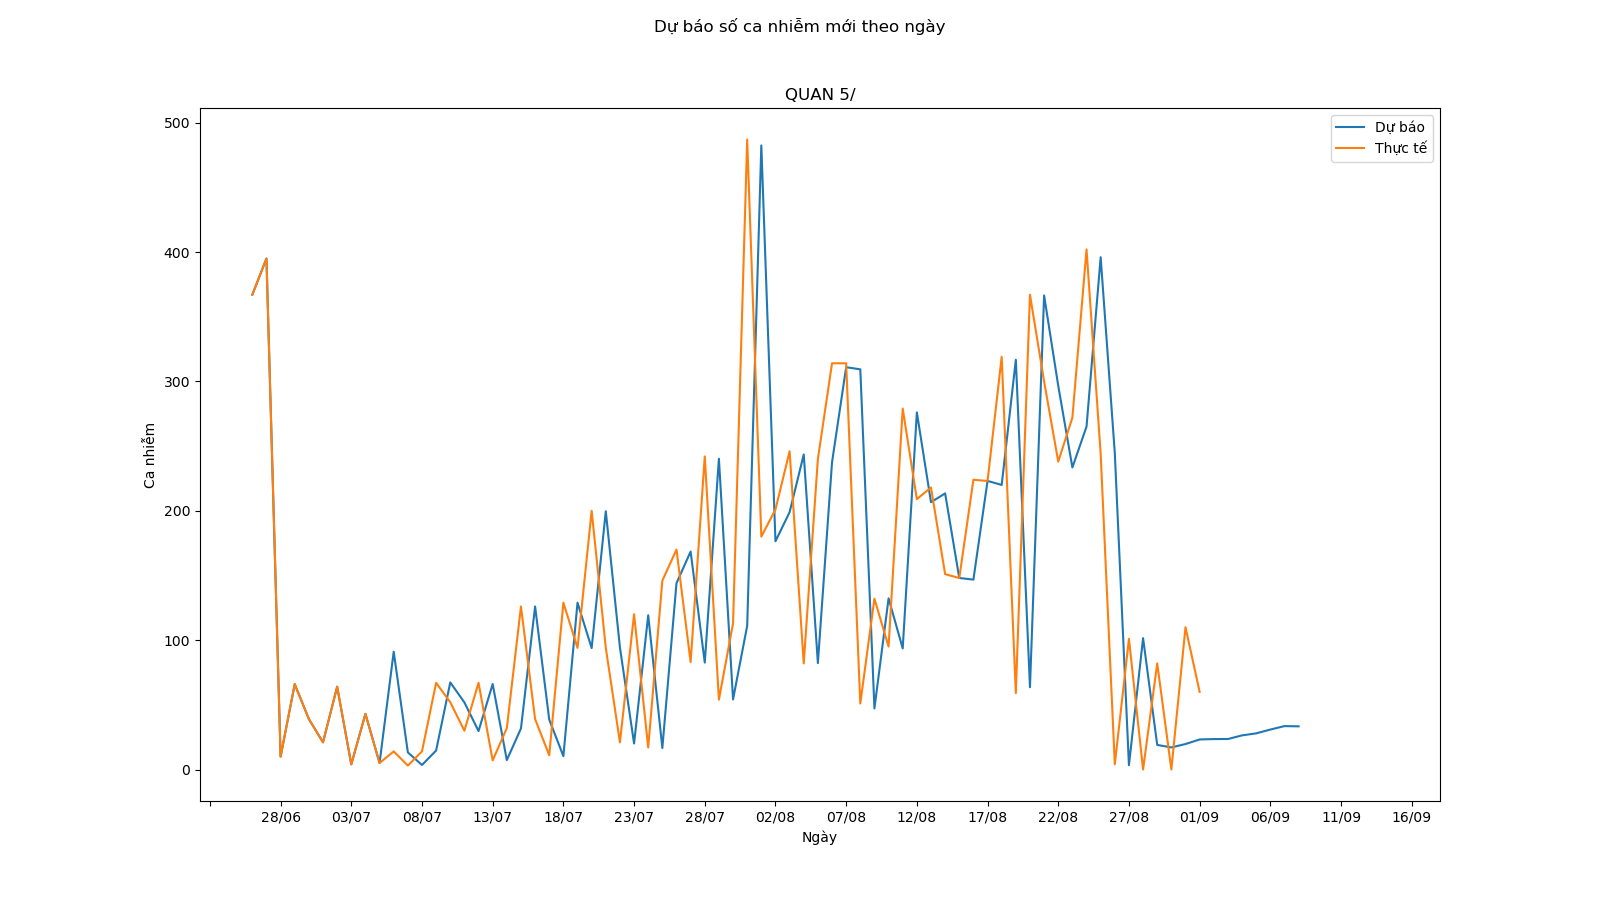 Dự báo số ca nhiễm mới theo ngày
QUAN 5/
Dự báo
Thực tế
Ca nhiễm
500
400
300
200
100
0
28/06 03/07 08/07 13/07 18/07 23/07 28/07 02/08 07/08 12/08 17/08 22/08 27/08 01/09 06/09 11/09 16/09
Ngày